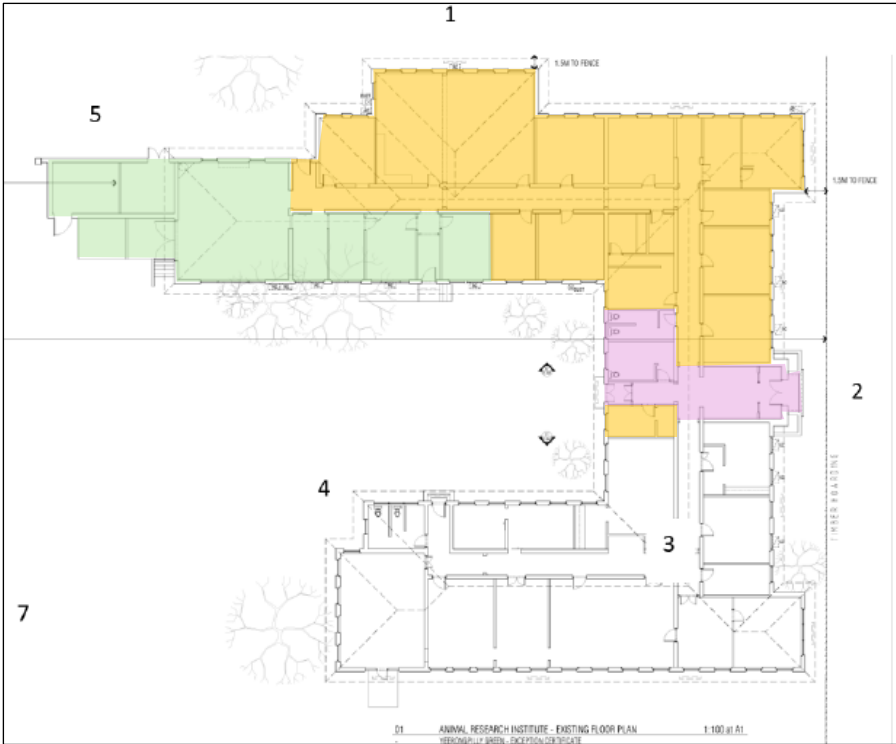 1
1.5M TO FENCE
5
1.5M TO FENCE
2
TIMBER BOARDING
4
3
7
01 ANIMAL RESEARCH INSTITUTE - EXISTING FLOOR PLAN 1:100 at A1
- YEERONGPILLY GREEN - EXCEPTION CERTIFICATE